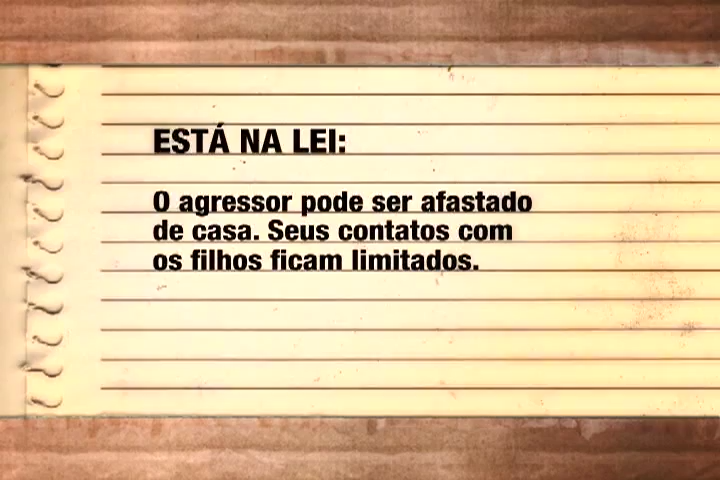 ESTÁ NA LEI:
O agressor pode ser afastado
de casa. Seus contatos com
os filhos ficam limitados.